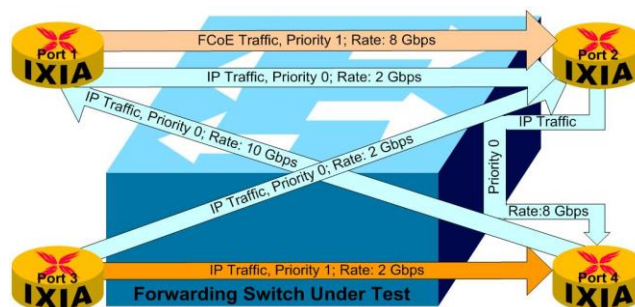 Port 1
IXIA
FCoE Traffic, Priority 1; Rate: 8 Gbps
Port 2
IXIA
IP Traffic, Priority 0; Rate: 2 Gbps
IP Traffic, Priority 0; Rate: 10 Gbps
IP Traffic, Priority 0; Rate: 2 Gbps
IP Traffic
Priority 0
Rate:8 Gbps
Port 3
IXIA
IP Traffic, Priority 1; Rate: 2 Gbps
Port 4
IXIA
Forwarding Switch Under Test